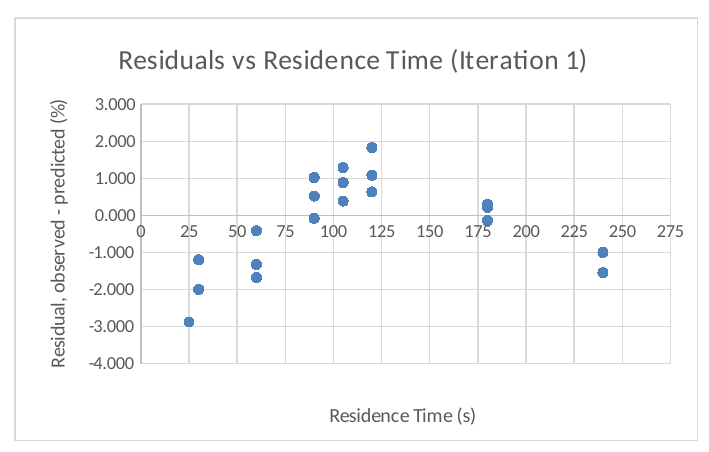 Residuals vs Residence Time (Iteration 1)
Residual, observed - predicted (%)
3.000
2.000
1.000
0.000
-1.000
-2.000
-3.000
-4.000
0 25 50 75 100 125 150 175 200 225 250 275
Residence Time (s)